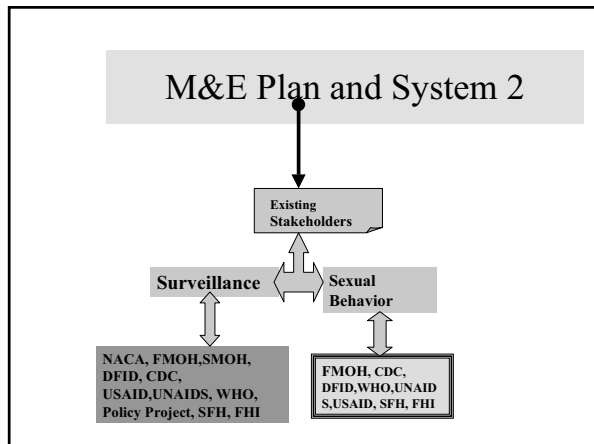 M&E Plan and System 2
Existing
Stakeholders
Surveillance
Sexual
Behavior
NACA, FMOH,SMOH,
DFID, CDC,
USAID,UNAIDS, WHO,
Policy Project, SFH, FHI
FMOH, CDC,
DFID,WHO,UNAID
S,USAID, SFH, FHI